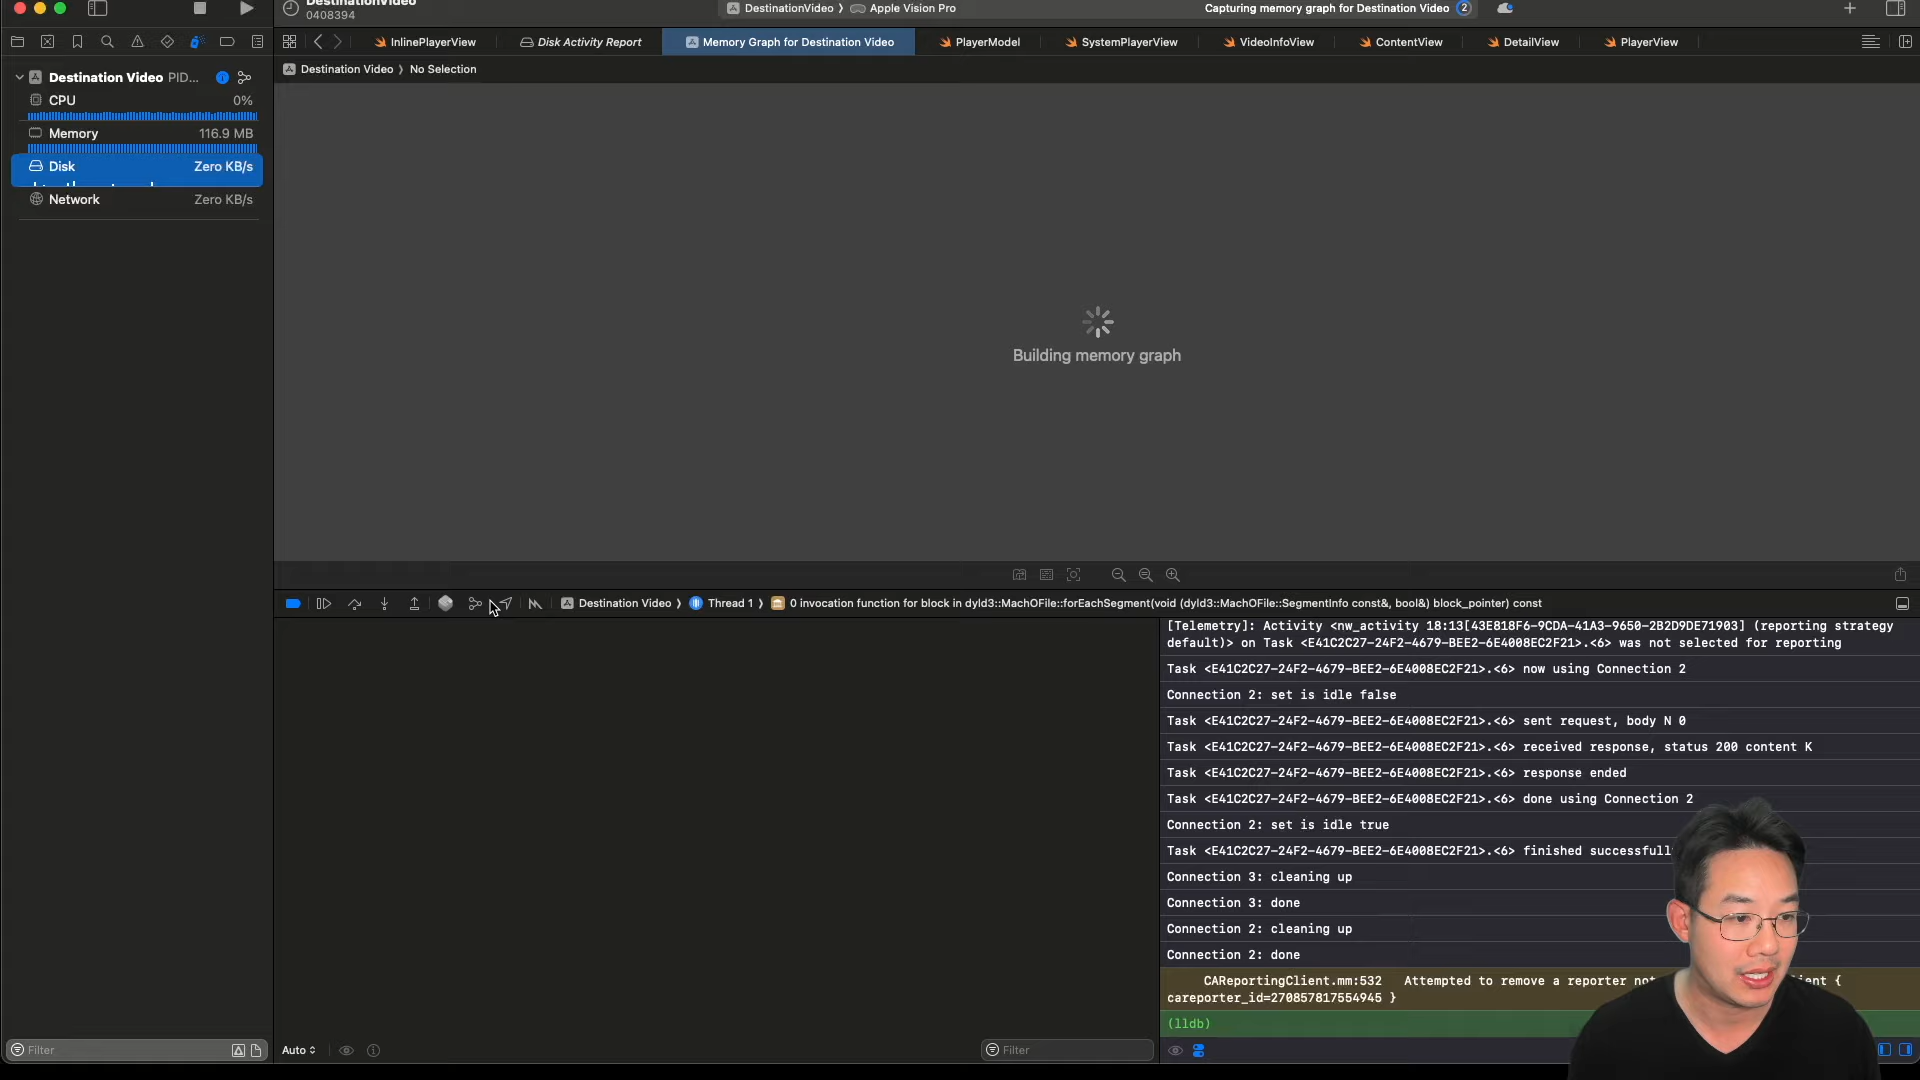 DestinationVideo
0408394
DestinationVideo
Apple Vision Pro
Capturing memory graph for Destination Video
2
InlinePlayerView
Disk Activity Report
Memory Graph for Destination Video
PlayerModel
SystemPlayerView
VideoInfoView
ContentView
DetailView
PlayerView
Destination Video
No Selection
Destination Video PID...
CPU 0%
Memory 116.9 MB
Disk Zero KB/s
Network Zero KB/s
Building memory graph
Destination Video
Thread 1
0 invocation function for block in dyld3::MachOFile::forEachSegment(void (dyld3::MachOFile::SegmentInfo const&, bool&) block_pointer) const
[Telemetry]: Activity <nw_activity 18:13[43E818F6-9CDA-41A3-9650-2B2D9DE71903] (reporting strategy
default)> on Task <E41C2C27-24F2-4679-BEE2-6E4008EC2F21>.<6> was not selected for reporting
Task <E41C2C27-24F2-4679-BEE2-6E4008EC2F21>.<6> now using Connection 2
Connection 2: set is idle false
Task <E41C2C27-24F2-4679-BEE2-6E4008EC2F21>.<6> sent request, body N 0
Task <E41C2C27-24F2-4679-BEE2-6E4008EC2F21>.<6> received response, status 200 content K
Task <E41C2C27-24F2-4679-BEE2-6E4008EC2F21>.<6> response ended
Task <E41C2C27-24F2-4679-BEE2-6E4008EC2F21>.<6> done using Connection 2
Connection 2: set is idle true
Task <E41C2C27-24F2-4679-BEE2-6E4008EC2F21>.<6> finished successfull
Connection 3: cleaning up
Connection 3: done
Connection 2: cleaning up
Connection 2: done
CAReportingClient.mm:532 Attempted to remove a reporter {
careporter_id=270857817554945 }
(lldb)
Filter
Auto
Filter